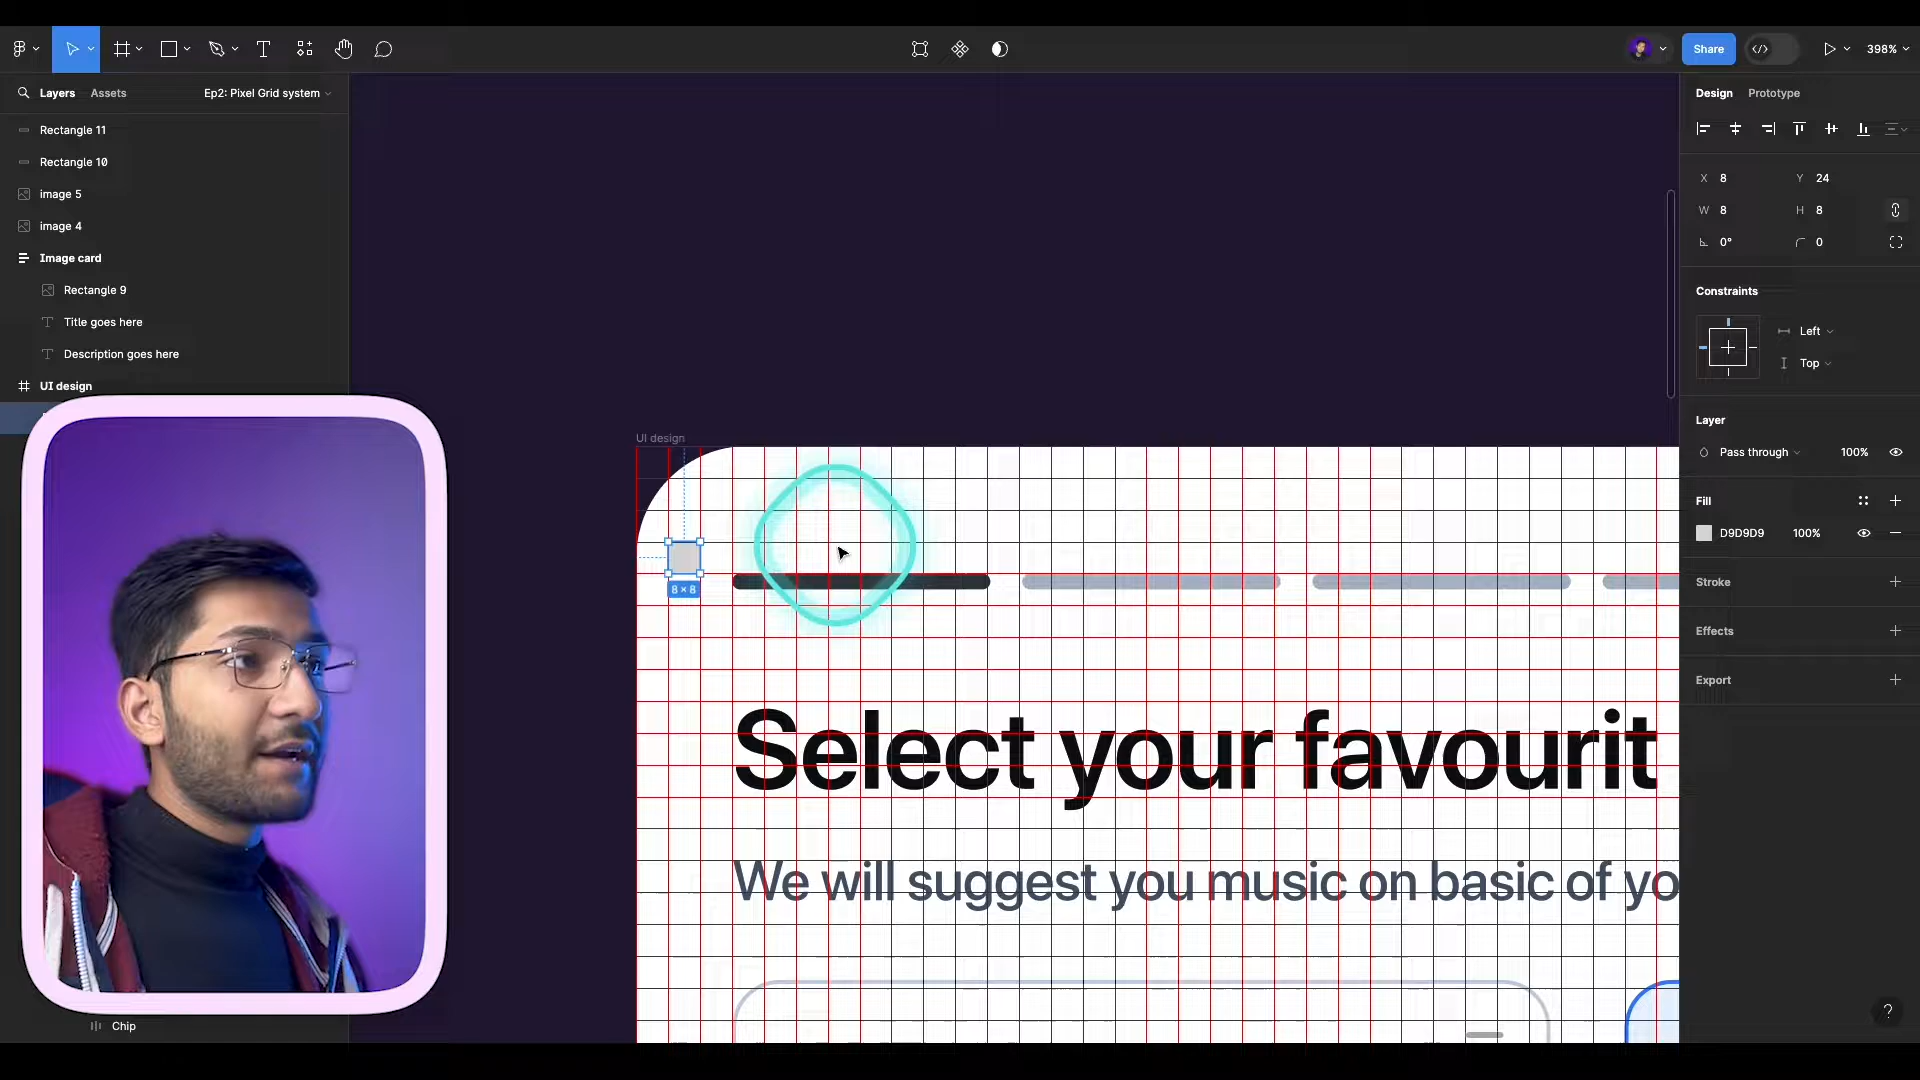 Share
398%
Layers
Assets
Ep2: Pixel Grid system
Design
Prototype
Rectangle 11
Rectangle 10
image 5
image 4
Image card
Rectangle 9
Title goes here
Description goes here
UI design
Chip
UI design
8 × 8
Select your favourit
We will suggest you music on basic of yo
X 8
Y 24
W 8
H 8
0°
0
Constraints
Left
Top
Layer
Pass through
100%
Fill
D9D9D9
100%
Stroke
Effects
Export
?